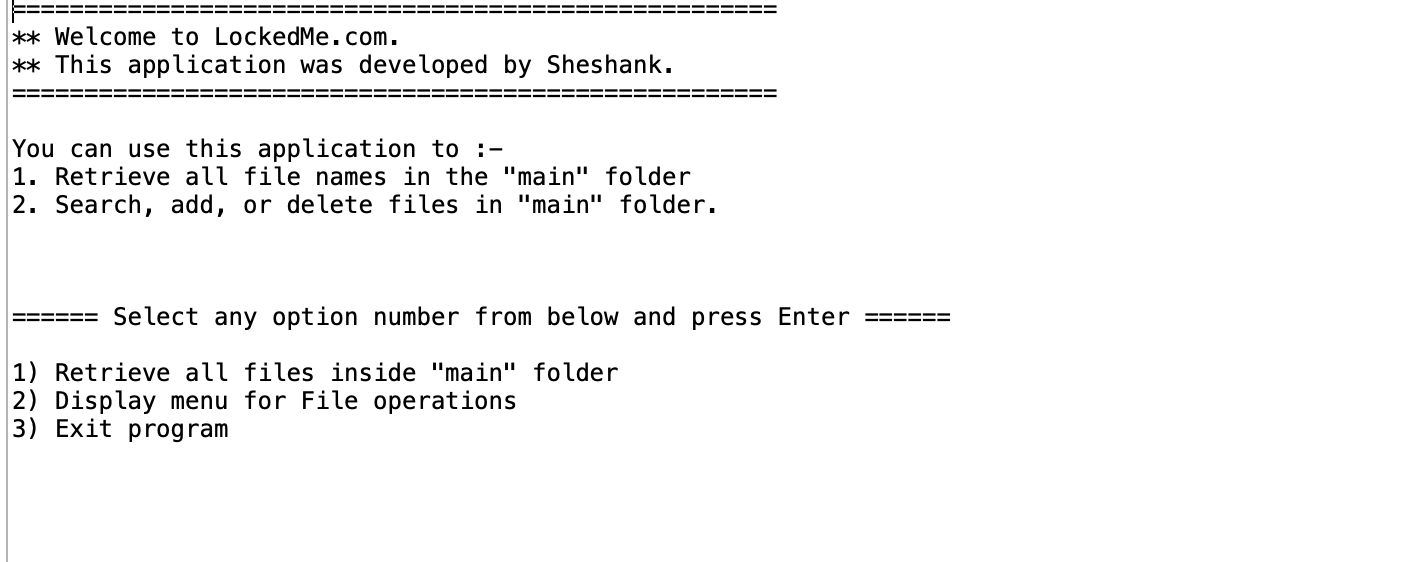 =====================================================
** Welcome to LockedMe.com.
** This application was developed by Sheshank.
=====================================================
You can use this application to :-
1. Retrieve all file names in the "main" folder
2. Search, add, or delete files in "main" folder.
====== Select any option number from below and press Enter ======
1) Retrieve all files inside "main" folder
2) Display menu for File operations
3) Exit program